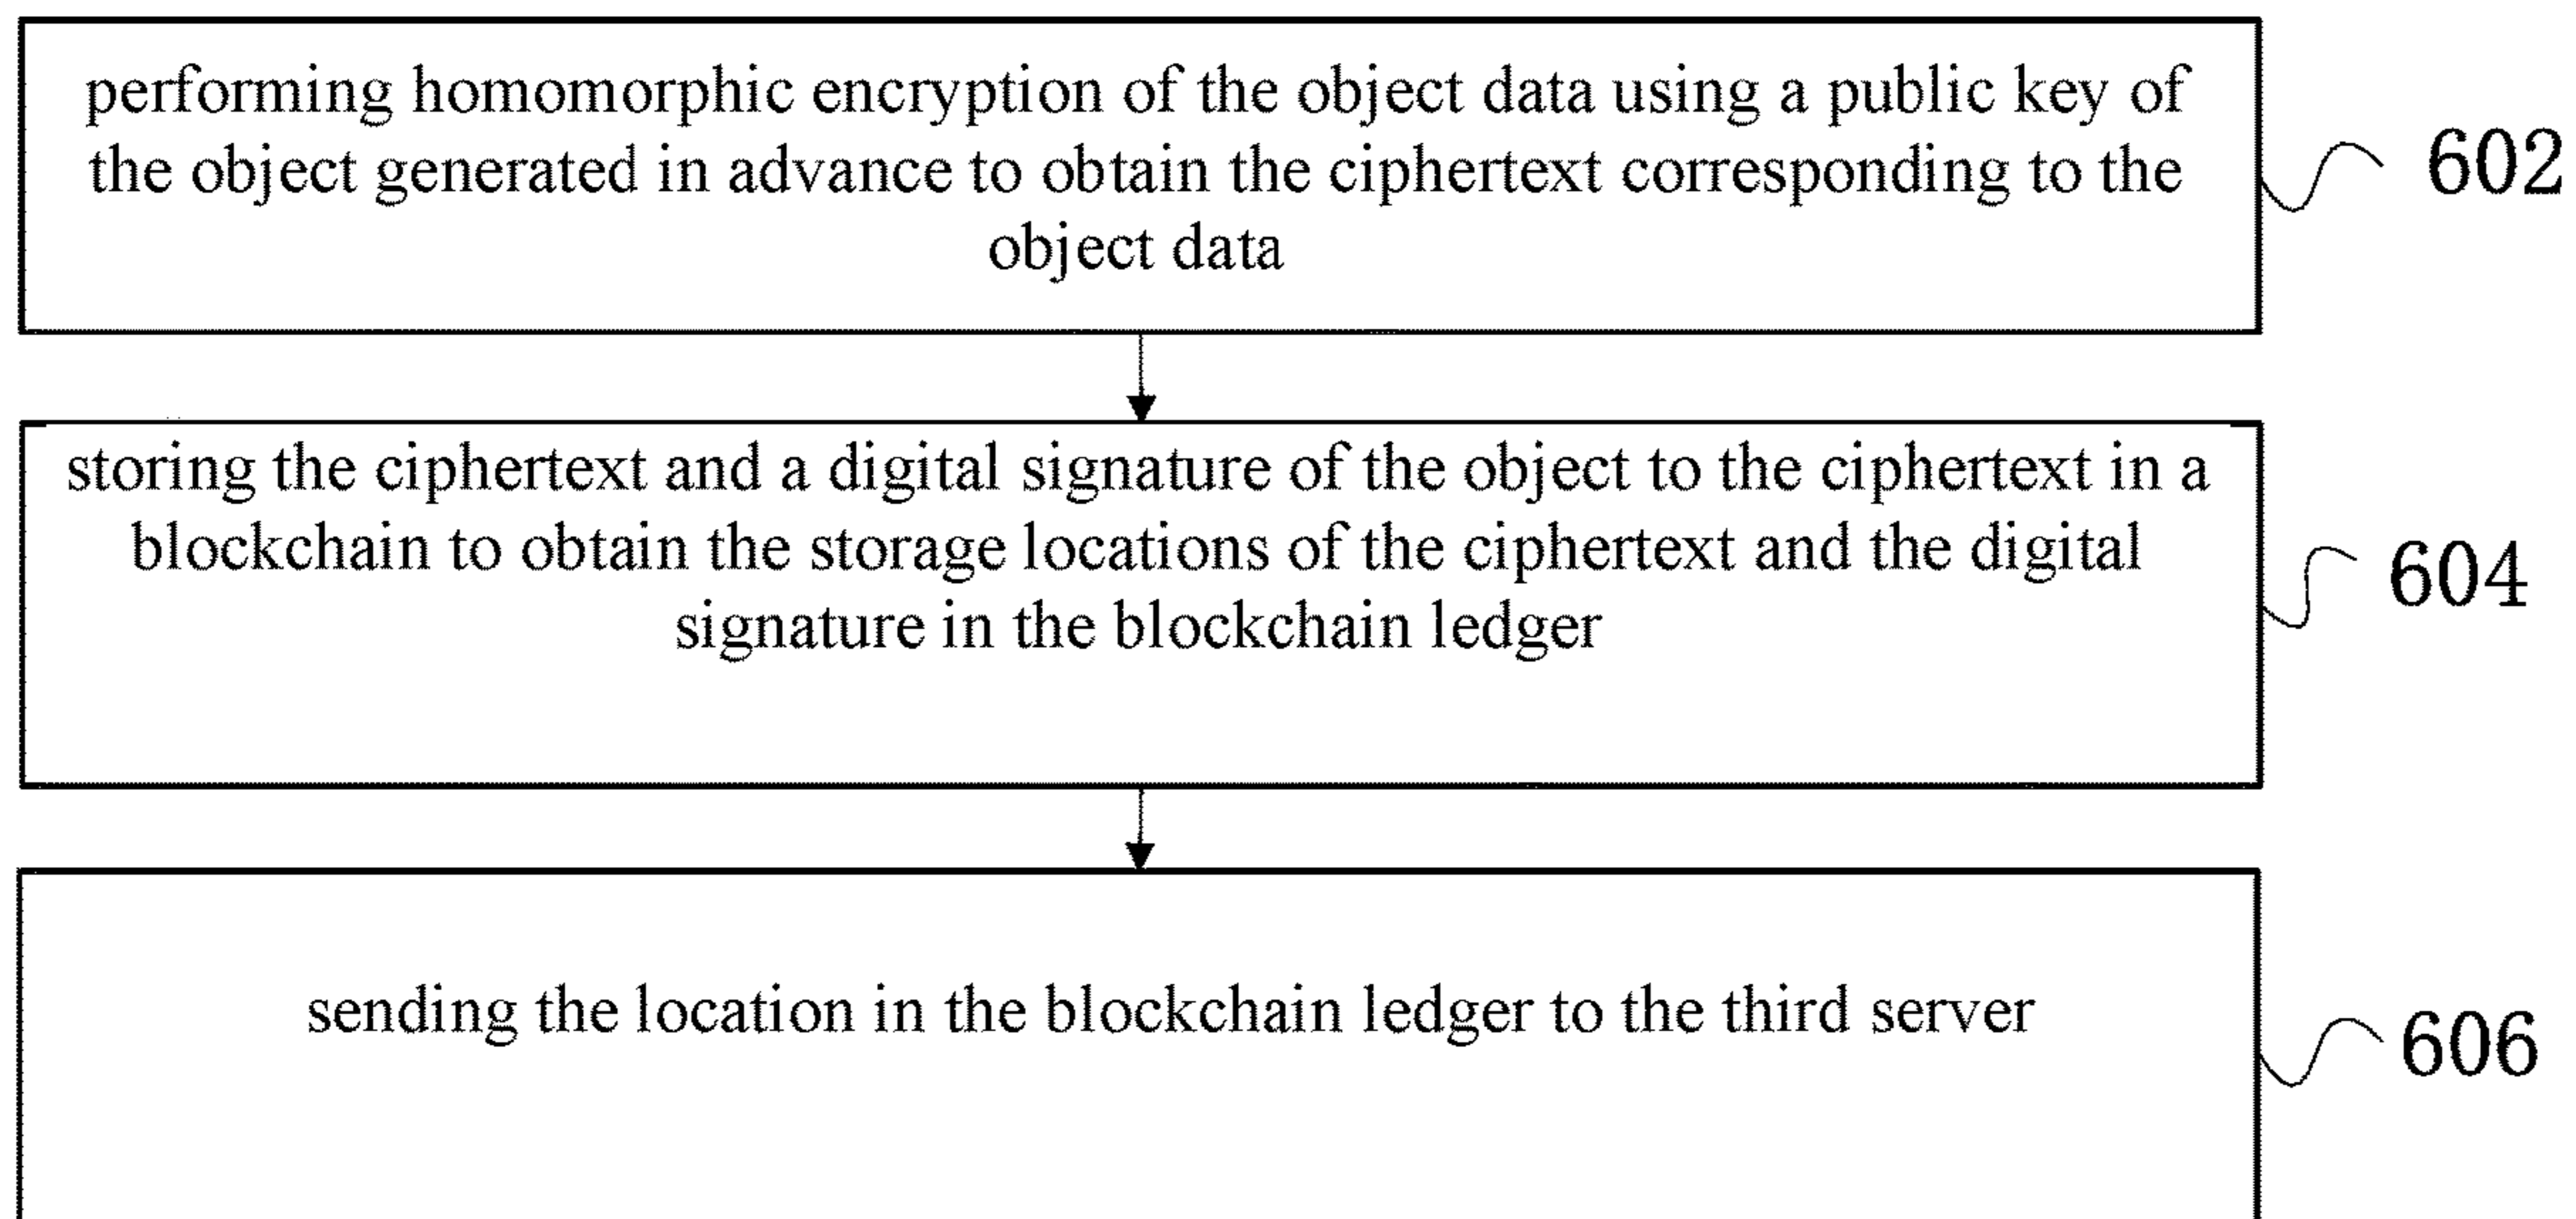 performing homomorphic encryption of the object data using a public key of
the object generated in advance to obtain the ciphertext corresponding to the
object data
602
storing the ciphertext and a digital signature of the object to the ciphertext in a
blockchain to obtain the storage locations of the ciphertext and the digital
signature in the blockchain ledger
604
sending the location in the blockchain ledger to the third server
606